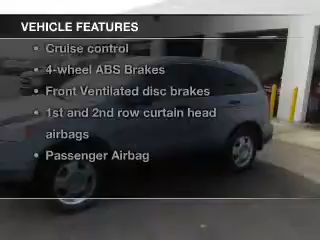 VEHICLE FEATURES
• Cruise control
• 4-wheel ABS Brakes
• Front Ventilated disc brakes
• 1st and 2nd row curtain head
airbags
• Passenger Airbag